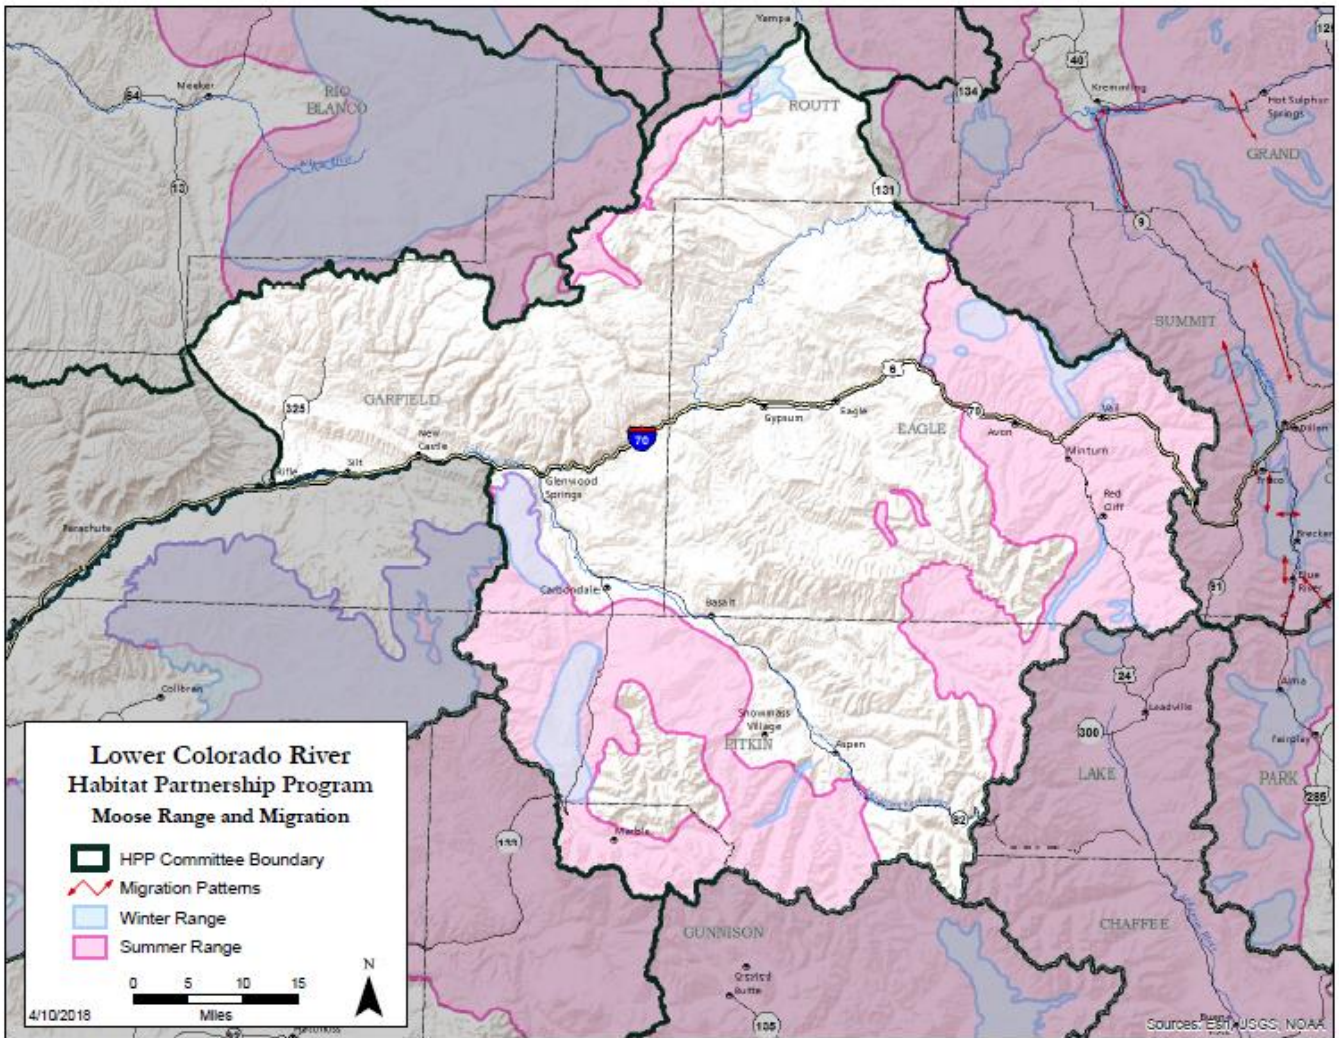 Yampa
40
134
Meeker
64
RIO
BLANCO
ROUTT
Kremmling
Hot Sulphur
Springs
GRAND
13
131
9
SUMMIT
325
GARFIELD
6
Gypsum
Eagle
EAGLE
70
Avon
Vail
Minturn
Dillon
New
Castle
70
Silt
Rifle
Glenwood
Springs
Red
Cliff
Parachute
Carbondale
Basalt
91
Collbran
24
Alma
Leadville
Snowmass
Village
PITKIN
Aspen
300
LAKE
Fairplay
PARK
285
82
133
Marble
Lower Colorado River
Habitat Partnership Program
Moose Range and Migration
HPP Committee Boundary
Migration Patterns
Winter Range
Summer Range
0 5 10 15
Miles
N
4/10/2018
GUNNISON
CHAFFEE
Crested
Butte
135
Sources: Esri, USGS, NOAA